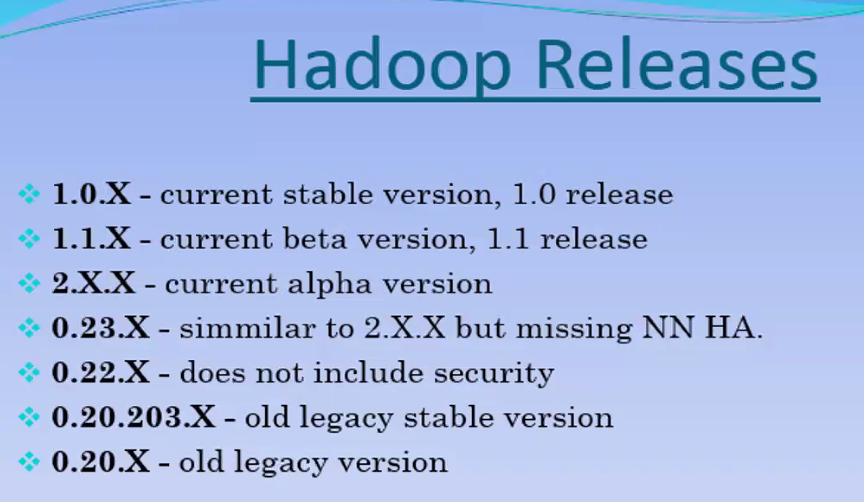 Hadoop Releases
1.0.X - current stable version, 1.0 release
1.1.X - current beta version, 1.1 release
2.X.X - current alpha version
0.23.X - simmilar to 2.X.X but missing NN HA.
0.22.X - does not include security
0.20.203.X - old legacy stable version
0.20.X - old legacy version